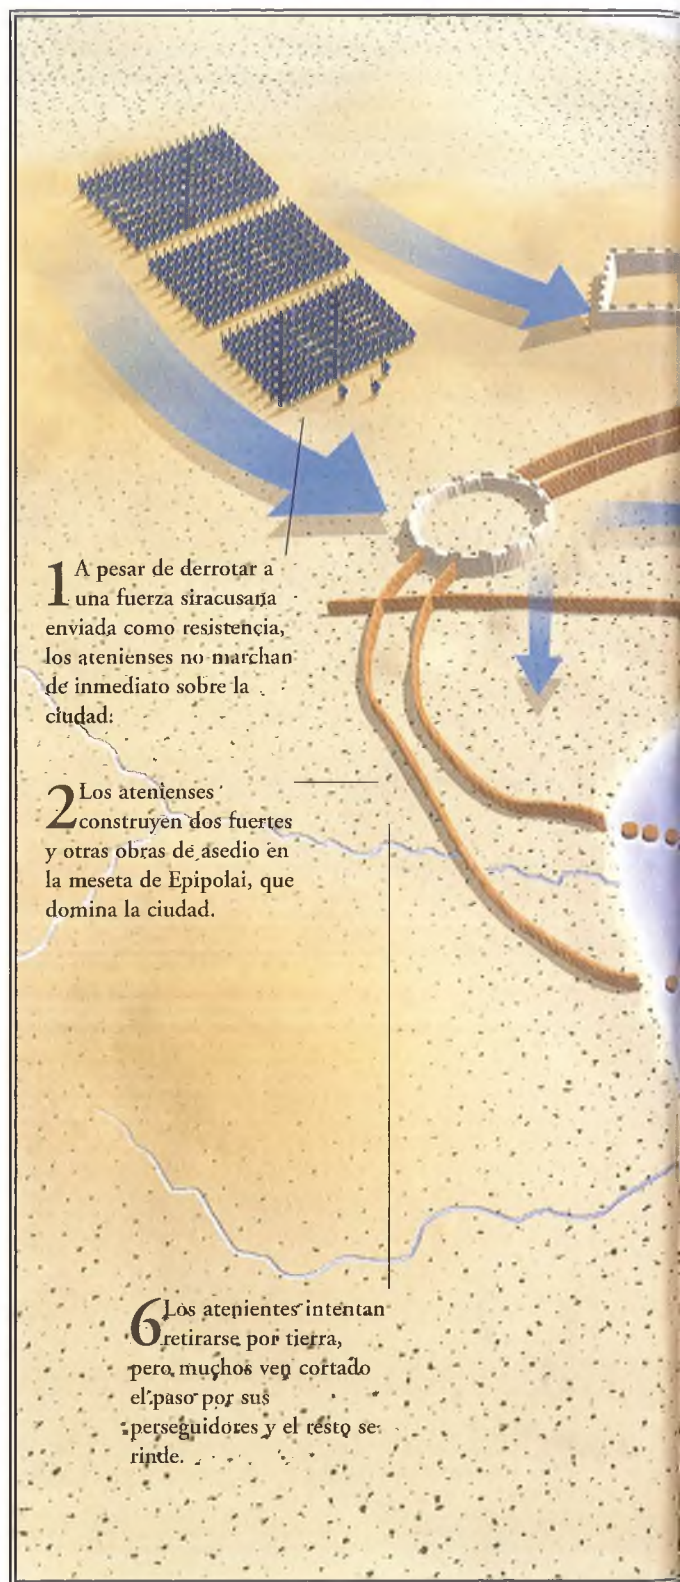 1 A pesar de derrotar a
una fuerza siracusana
enviada como resistencia,
los atenienses no marchan
de inmediato sobre la
ciudad.
2 Los atenienses
construyen dos fuertes
y otras obras de asedio en
la meseta de Epipolai, que
domina la ciudad.
6 Los atenientes intentan
retirarse por tierra,
pero muchos ven cortado
el paso por sus
perseguidores y el resto se
rinde.